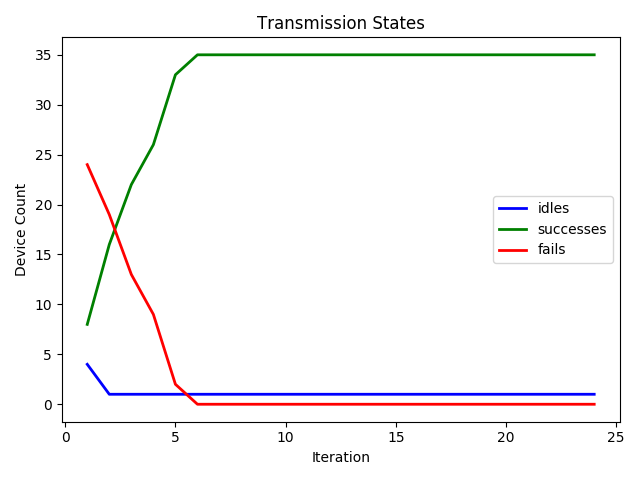 Transmission States
35
30
25
20
15
10
5
0
Device Count
idles
successes
fails
0 5 10 15 20 25
Iteration